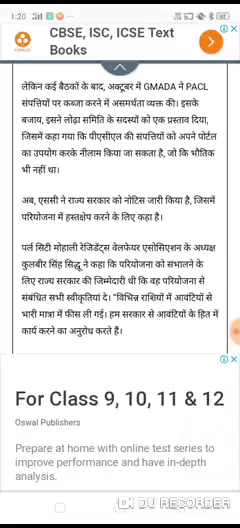 1:20
CBSE, ISC, ICSE Text
Books
OSWAAL
लेकिन कई बैठकों के बाद, अक्टूबर में GMADA ने PACL
संपत्तियों पर कब्जा करने में असमर्थता व्यक्त की। इसके
बजाय, इसने लोढ़ा समिति के सदस्यों को एक प्रस्ताव दिया,
जिसमें कहा गया कि पीएसीएल की संपत्तियों को अपने पोर्टल
का उपयोग करके नीलाम किया जा सकता है, जो कि भौतिक
भी नहीं था।
अब, एससी ने राज्य सरकार को नोटिस जारी किया है, जिसमें
परियोजना में हस्तक्षेप करने के लिए कहा है।
पर्ल सिटी मोहाली रेजिडेंट्स वेलफेयर एसोसिएशन के अध्यक्ष
कुलबीर सिंह सिद्धू ने कहा कि परियोजना को संभालने के
लिए राज्य सरकार की जिम्मेदारी थी कि वह परियोजना से
संबंधित सभी स्वीकृतियां दे। "विभिन्न राशियों में आवंटियों से
भारी मात्रा में फीस ली गई। हम सरकार से आवंटियों के हित में
कार्य करने का अनुरोध करते हैं।
For Class 9, 10, 11 & 12
Oswal Publishers
Prepare at home with online test series to
improve performance and have in-depth
analysis.
DU RECORDER